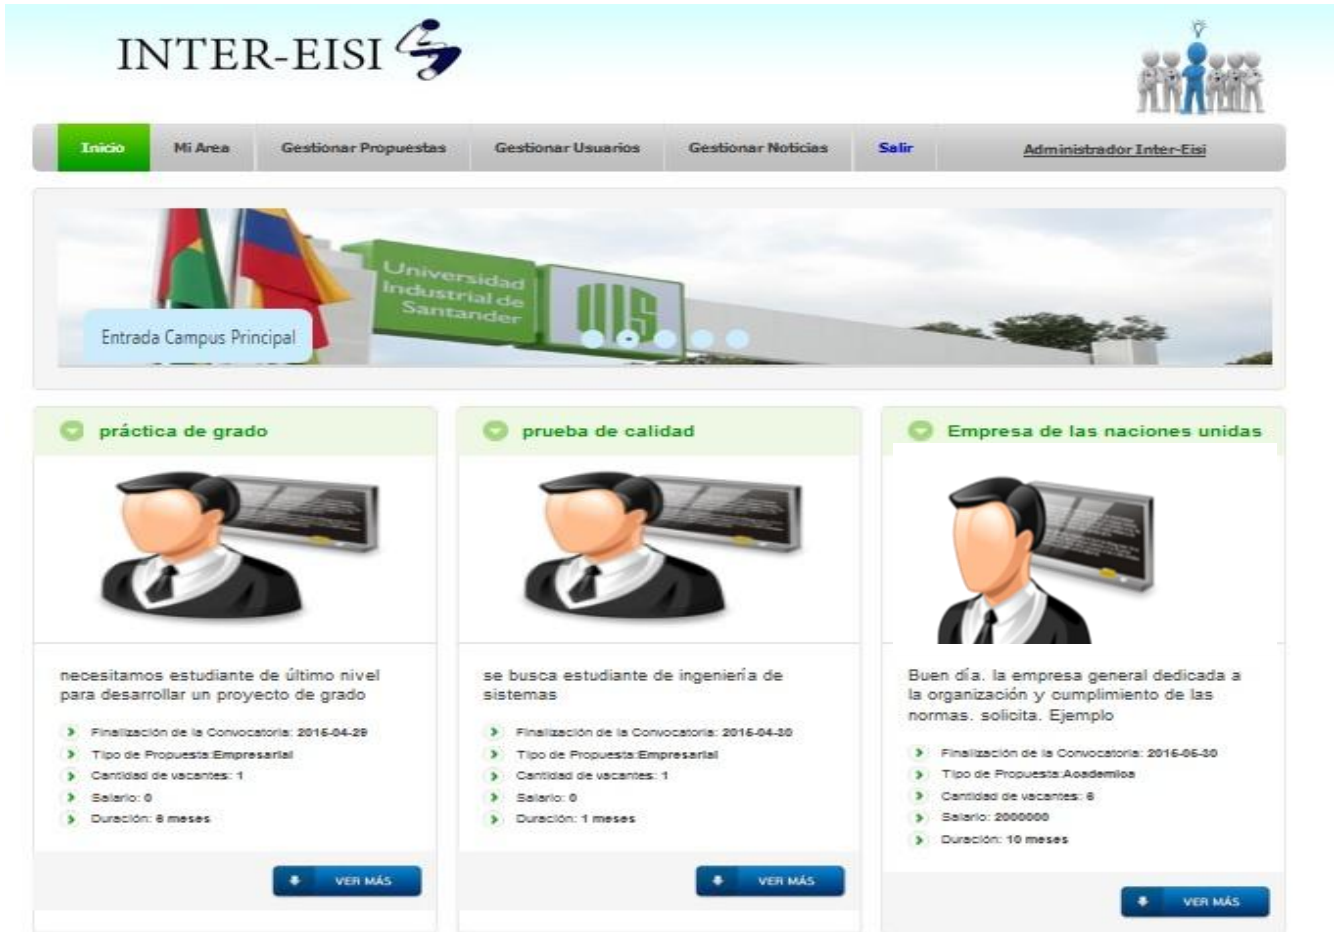 INTER-EISI
Inicio Mi Area Gestionar Propuestas Gestionar Usuarios Gestionar Noticias Salir Administrador Inter-Eisi
Universidad
Industrial de
Santander
UIS
Entrada Campus Principal
práctica de grado
necesitamos estudiante de último nivel
para desarrollar un proyecto de grado
Finalización de la Convocatoria: 2015-04-29
Tipo de Propuesta:Empresarial
Cantidad de vacantes: 1
Salario: 0
Duración: 6 meses
VER MÁS
prueba de calidad
se busca estudiante de ingeniería de
sistemas
Finalización de la Convocatoria: 2015-04-30
Tipo de Propuesta:Empresarial
Cantidad de vacantes: 1
Salario: 0
Duración: 1 meses
VER MÁS
Empresa de las naciones unidas
Buen día. la empresa general dedicada a
la organización y cumplimiento de las
normas. solicita. Ejemplo
Finalización de la Convocatoria: 2015-05-30
Tipo de Propuesta:Academica
Cantidad de vacantes: 6
Salario: 2000000
Duración: 10 meses
VER MÁS